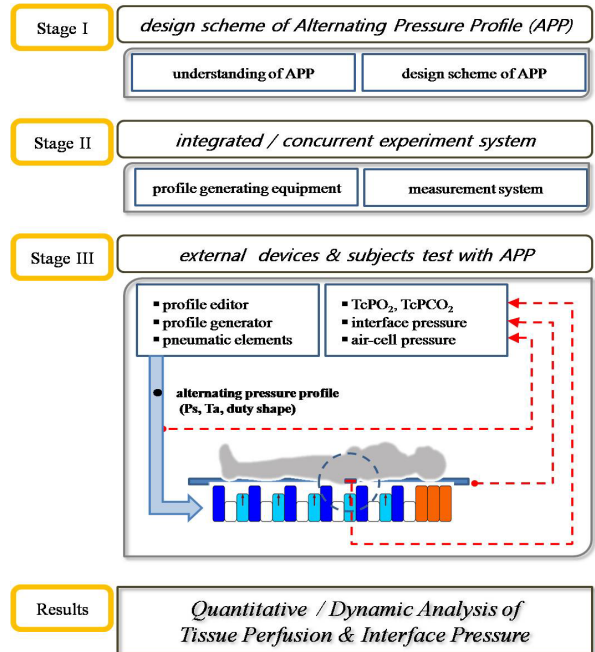 Stage I
design scheme of Alternating Pressure Profile (APP)
understanding of APP
design scheme of APP
Stage II
integrated / concurrent experiment system
profile generating equipment
measurement system
Stage III
external devices & subjects test with APP
▪ profile editor
▪ profile generator
▪ pneumatic elements
▪ TcPO₂, TcPCO₂
▪ interface pressure
▪ air-cell pressure
alternating pressure profile
(Ps, Ta, duty shape)
Results
Quantitative / Dynamic Analysis of
Tissue Perfusion & Interface Pressure